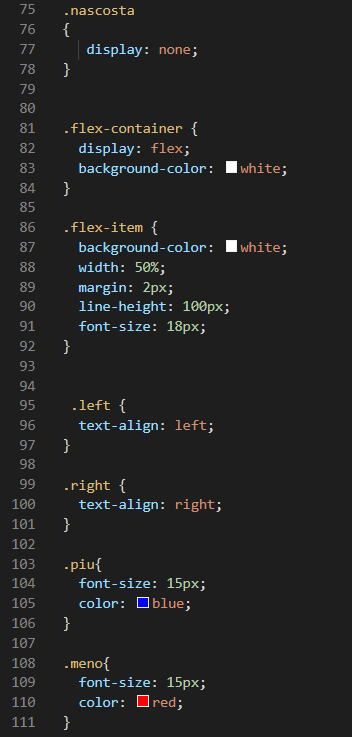 75 .nascosta
76 {
77 display: none;
78 }
79
80
81 .flex-container {
82 display: flex;
83 background-color: white;
84 }
85
86 .flex-item {
87 background-color: white;
88 width: 50%;
89 margin: 2px;
90 line-height: 100px;
91 font-size: 18px;
92 }
93
94
95 .left {
96 text-align: left;
97 }
98
99 .right {
100 text-align: right;
101 }
102
103 .piu{
104 font-size: 15px;
105 color: blue;
106 }
107
108 .meno{
109 font-size: 15px;
110 color: red;
111 }